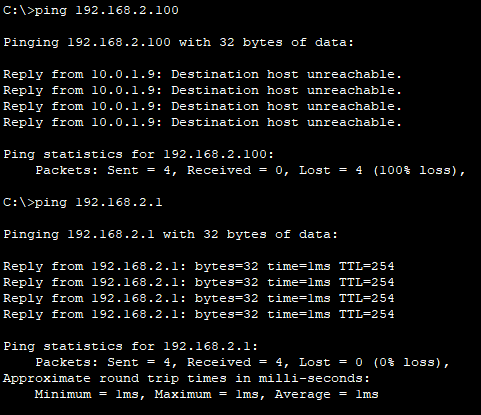 C:\>ping 192.168.2.100
Pinging 192.168.2.100 with 32 bytes of data:
Reply from 10.0.1.9: Destination host unreachable.
Reply from 10.0.1.9: Destination host unreachable.
Reply from 10.0.1.9: Destination host unreachable.
Reply from 10.0.1.9: Destination host unreachable.
Ping statistics for 192.168.2.100:
    Packets: Sent = 4, Received = 0, Lost = 4 (100% loss),
C:\>ping 192.168.2.1
Pinging 192.168.2.1 with 32 bytes of data:
Reply from 192.168.2.1: bytes=32 time=1ms TTL=254
Reply from 192.168.2.1: bytes=32 time=1ms TTL=254
Reply from 192.168.2.1: bytes=32 time=1ms TTL=254
Reply from 192.168.2.1: bytes=32 time=1ms TTL=254
Ping statistics for 192.168.2.1:
    Packets: Sent = 4, Received = 4, Lost = 0 (0% loss),
Approximate round trip times in milli-seconds:
    Minimum = 1ms, Maximum = 1ms, Average = 1ms